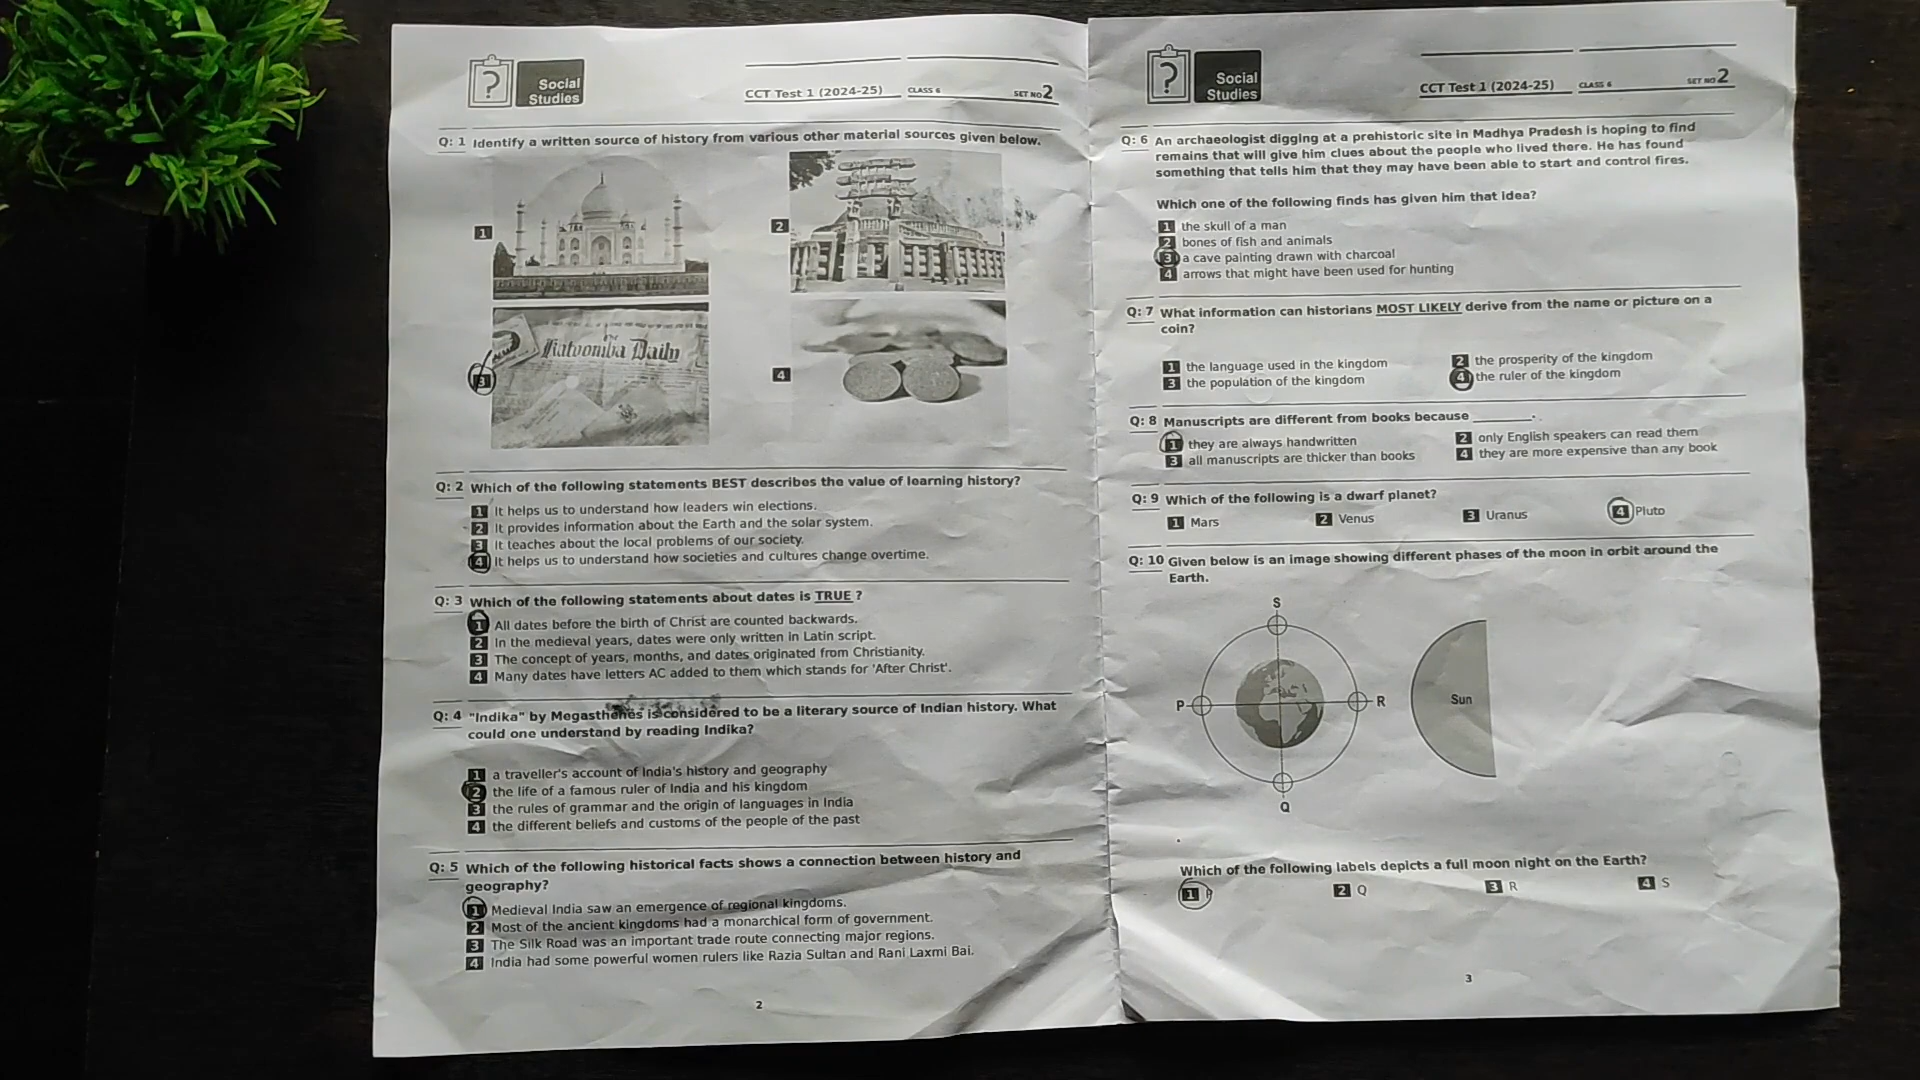 ?
Social
Studies
CCT Test 1 (2024-25) CLASS 6 SET NO 2
Q: 1 Identify a written source of history from various other material sources given below.
1
2
The
Katoomba Daily
3
4
Q: 2 Which of the following statements BEST describes the value of learning history?
1 It helps us to understand how leaders win elections.
2 It provides information about the Earth and the solar system.
3 It teaches about the local problems of our society.
4 It helps us to understand how societies and cultures change overtime.
Q: 3 Which of the following statements about dates is TRUE ?
1 All dates before the birth of Christ are counted backwards.
2 In the medieval years, dates were only written in Latin script.
3 The concept of years, months, and dates originated from Christianity.
4 Many dates have letters AC added to them which stands for 'After Christ'.
Q: 4 "Indika" by Megasthenes is considered to be a literary source of Indian history. What
could one understand by reading Indika?
1 a traveller's account of India's history and geography
2 the life of a famous ruler of India and his kingdom
3 the rules of grammar and the origin of languages in India
4 the different beliefs and customs of the people of the past
Q: 5 Which of the following historical facts shows a connection between history and
geography?
1 Medieval India saw an emergence of regional kingdoms.
2 Most of the ancient kingdoms had a monarchical form of government.
3 The Silk Road was an important trade route connecting major regions.
4 India had some powerful women rulers like Razia Sultan and Rani Laxmi Bai.
2
?
Social
Studies
CCT Test 1 (2024-25) CLASS 6 SET NO 2
Q: 6 An archaeologist digging at a prehistoric site in Madhya Pradesh is hoping to find
remains that will give him clues about the people who lived there. He has found
something that tells him that they may have been able to start and control fires.
Which one of the following finds has given him that idea?
1 the skull of a man
2 bones of fish and animals
3 a cave painting drawn with charcoal
4 arrows that might have been used for hunting
Q: 7 What information can historians MOST LIKELY derive from the name or picture on a
coin?
1 the language used in the kingdom 2 the prosperity of the kingdom
3 the population of the kingdom 4 the ruler of the kingdom
Q: 8 Manuscripts are different from books because ________.
1 they are always handwritten 2 only English speakers can read them
3 all manuscripts are thicker than books 4 they are more expensive than any book
Q: 9 Which of the following is a dwarf planet?
1 Mars 2 Venus 3 Uranus 4 Pluto
Q: 10 Given below is an image showing different phases of the moon in orbit around the
Earth.
S
P R Sun
Q
Which of the following labels depicts a full moon night on the Earth?
1 P 2 Q 3 R 4 S
3